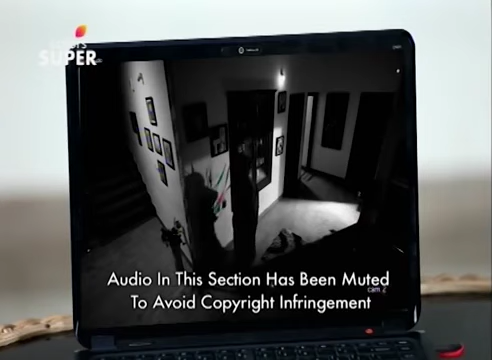 SUPER
Audio In This Section Has Been Muted
cam 2
To Avoid Copyright Infringement